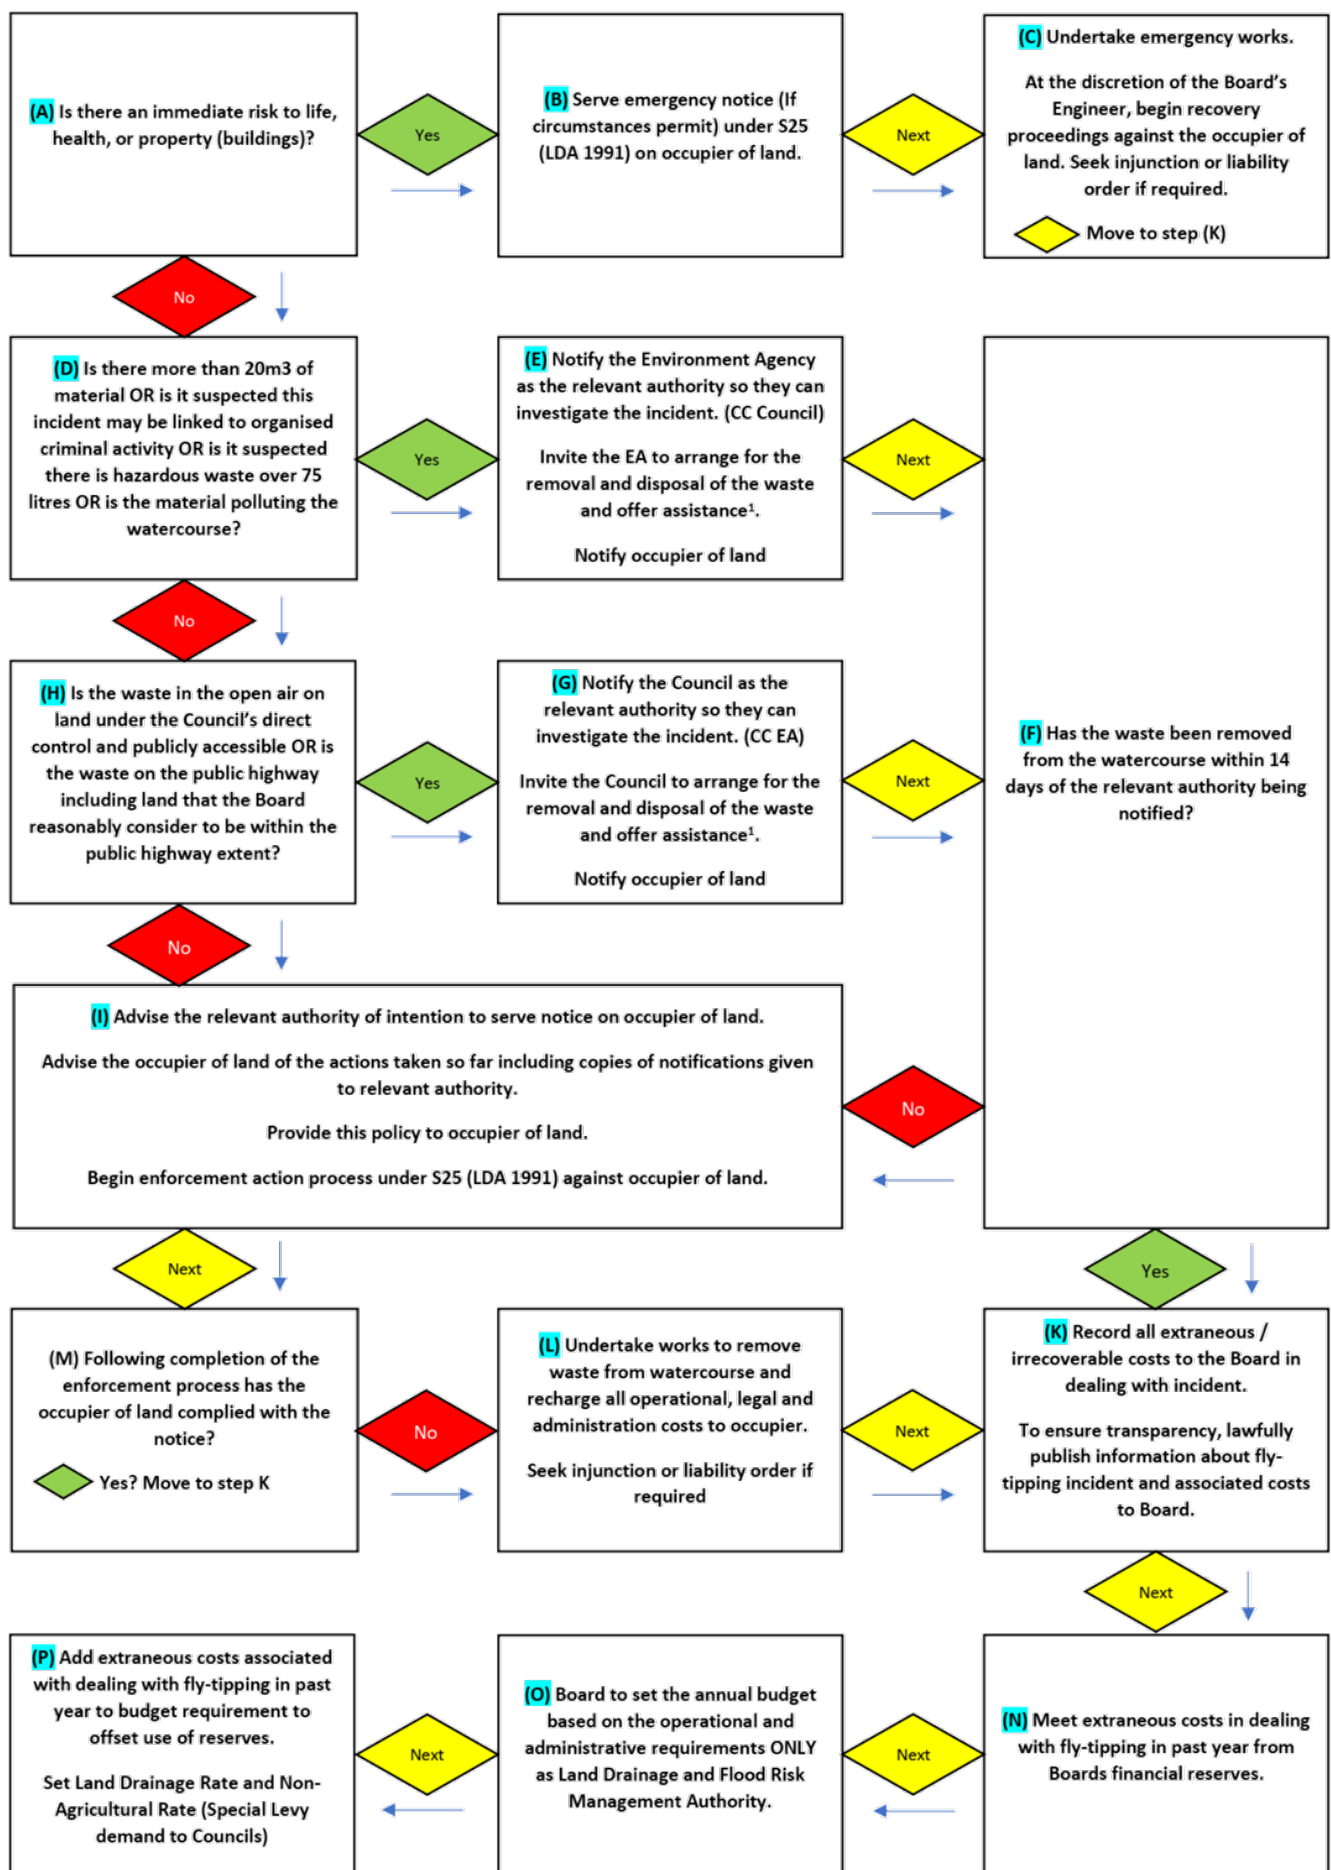 (A) Is there an immediate risk to life,
health, or property (buildings)?
Yes
(B) Serve emergency notice (If
circumstances permit) under S25
(LDA 1991) on occupier of land.
Next
(C) Undertake emergency works.
At the discretion of the Board's
Engineer, begin recovery
proceedings against the occupier of
land. Seek injunction or liability
order if required.
Move to step (K)
No
(D) Is there more than 20m3 of
material OR is it suspected this
incident may be linked to organised
criminal activity OR is it suspected
there is hazardous waste over 75
litres OR is the material polluting the
watercourse?
Yes
(E) Notify the Environment Agency
as the relevant authority so they can
investigate the incident. (CC Council)
Invite the EA to arrange for the
removal and disposal of the waste
and offer assistance¹.
Notify occupier of land
Next
No
(H) Is the waste in the open air on
land under the Council's direct
control and publicly accessible OR is
the waste on the public highway
including land that the Board
reasonably consider to be within the
public highway extent?
Yes
(G) Notify the Council as the
relevant authority so they can
investigate the incident. (CC EA)
Invite the Council to arrange for the
removal and disposal of the waste
and offer assistance¹.
Notify occupier of land
Next
(F) Has the waste been removed
from the watercourse within 14
days of the relevant authority being
notified?
No
(I) Advise the relevant authority of intention to serve notice on occupier of land.
Advise the occupier of land of the actions taken so far including copies of notifications given
to relevant authority.
Provide this policy to occupier of land.
Begin enforcement action process under S25 (LDA 1991) against occupier of land.
No
Next
Yes
(M) Following completion of the
enforcement process has the
occupier of land complied with the
notice?
Yes? Move to step K
No
(L) Undertake works to remove
waste from watercourse and
recharge all operational, legal and
administration costs to occupier.
Seek injunction or liability order if
required
Next
(K) Record all extraneous /
irrecoverable costs to the Board in
dealing with incident.
To ensure transparency, lawfully
publish information about fly-
tipping incident and associated costs
to Board.
Next
(P) Add extraneous costs associated
with dealing with fly-tipping in past
year to budget requirement to
offset use of reserves.
Set Land Drainage Rate and Non-
Agricultural Rate (Special Levy
demand to Councils)
Next
(O) Board to set the annual budget
based on the operational and
administrative requirements ONLY
as Land Drainage and Flood Risk
Management Authority.
Next
(N) Meet extraneous costs in dealing
with fly-tipping in past year from
Boards financial reserves.